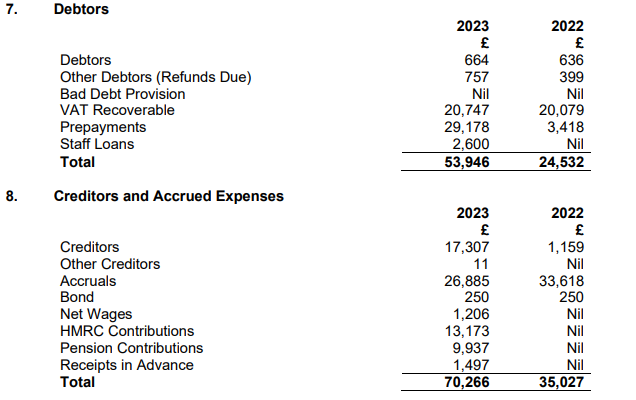 7. Debtors
2023 2022
£ £
Debtors 664 636
Other Debtors (Refunds Due) 757 399
Bad Debt Provision Nil Nil
VAT Recoverable 20,747 20,079
Prepayments 29,178 3,418
Staff Loans 2,600 Nil
Total 53,946 24,532
8. Creditors and Accrued Expenses
2023 2022
£ £
Creditors 17,307 1,159
Other Creditors 11 Nil
Accruals 26,885 33,618
Bond 250 250
Net Wages 1,206 Nil
HMRC Contributions 13,173 Nil
Pension Contributions 9,937 Nil
Receipts in Advance 1,497 Nil
Total 70,266 35,027